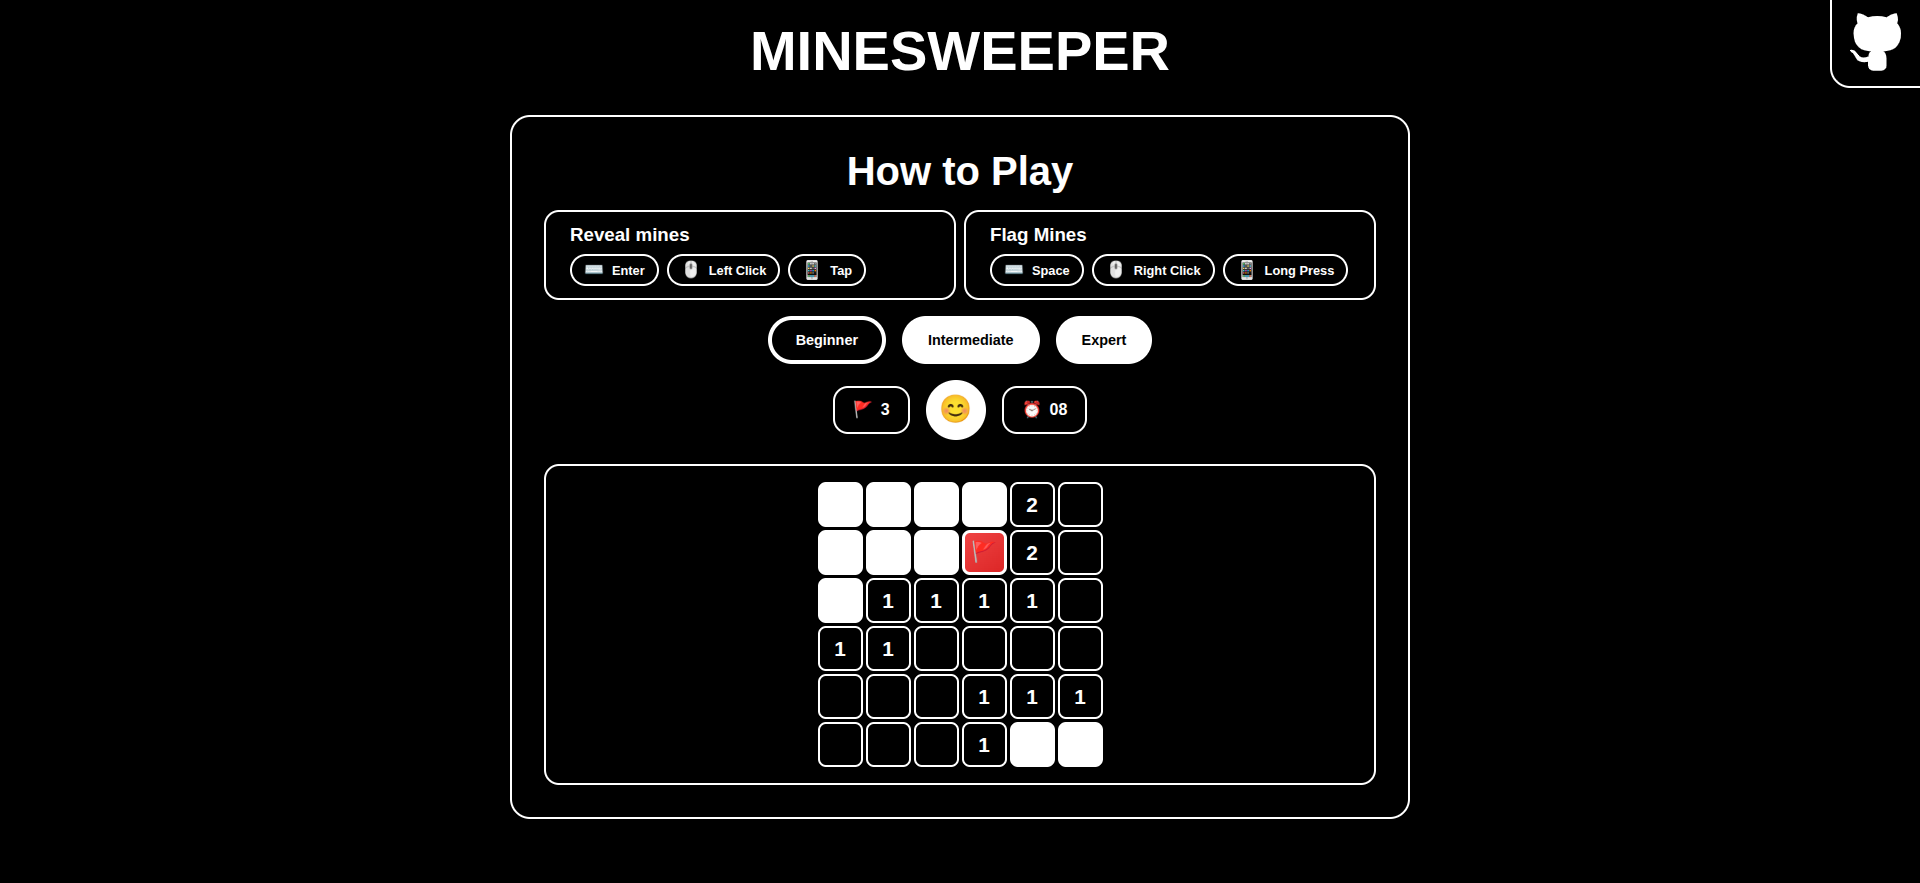 MINESWEEPER
How to Play
Reveal mines
Enter
Left Click
Tap
Flag Mines
Space
Right Click
Long Press
Beginner
Intermediate
Expert
3
08
2
2
1 1 1 1
1 1
1 1 1
1